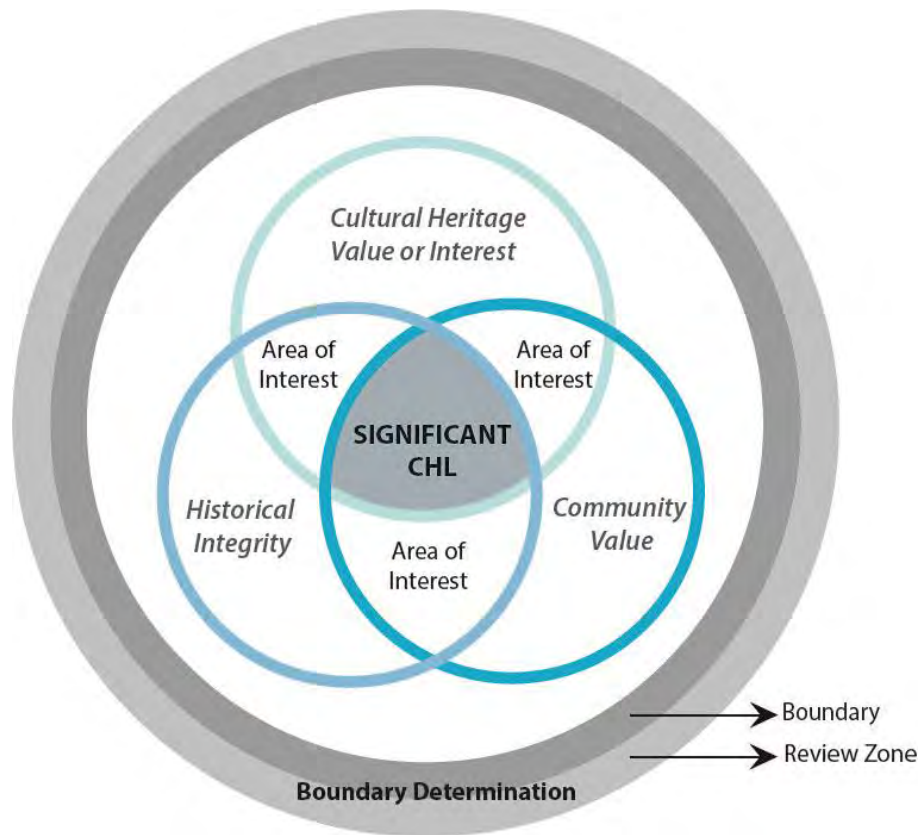 Cultural Heritage
Value or Interest
Area of
Interest
Area of
Interest
SIGNIFICANT
CHL
Historical
Integrity
Community
Value
Area of
Interest
Boundary
Review Zone
Boundary Determination